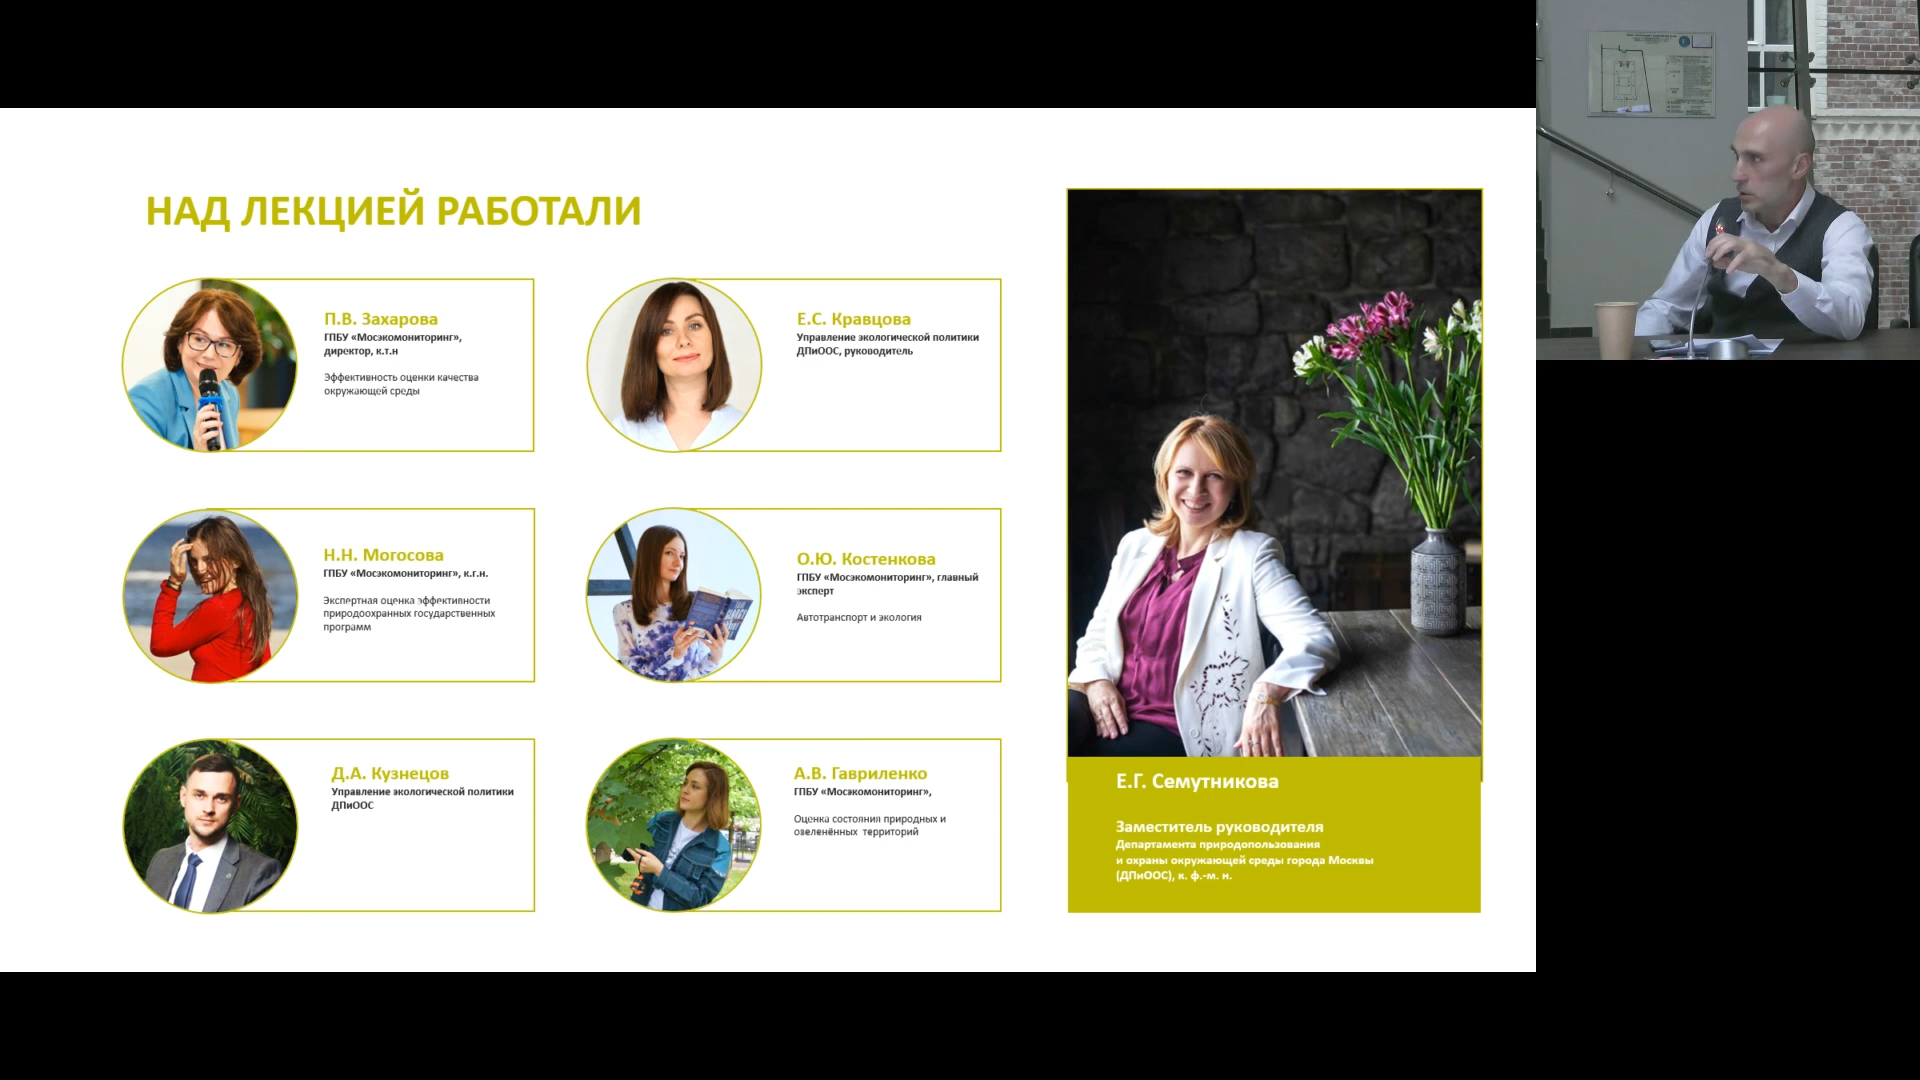 НАД ЛЕКЦИЕЙ РАБОТАЛИ
П.В. Захарова
ГПБУ «Мосэкомониторинг»,
директор, к.т.н
Эффективность оценки качества
окружающей среды
Е.С. Кравцова
Управление экологической политики
ДПиООС, руководитель
Н.Н. Могосова
ГПБУ «Мосэкомониторинг», к.г.н.
Экспертная оценка эффективности
природоохранных государственных
программ
О.Ю. Костенкова
ГПБУ «Мосэкомониторинг», главный
эксперт
Автотранспорт и экология
Д.А. Кузнецов
Управление экологической политики
ДПиООС
А.В. Гавриленко
ГПБУ «Мосэкомониторинг»,
Оценка состояния природных и
озеленённых территорий
Е.Г. Семутникова
Заместитель руководителя
Департамента природопользования
и охраны окружающей среды города Москвы
(ДПиООС), к. ф.-м. н.